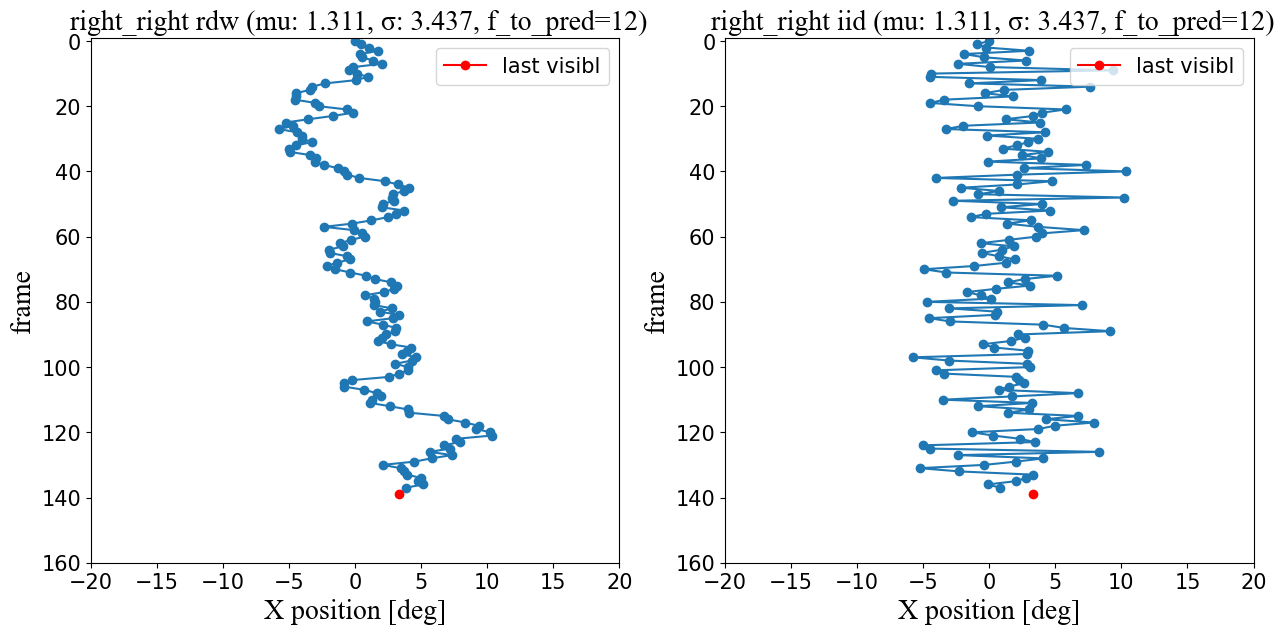 right_right rdw (mu: 1.311, σ: 3.437, f_to_pred=12)
last visibl
0
20
40
60
80
100
120
140
160
frame
−20 −15 −10 −5 0 5 10 15 20
X position [deg]
right_right iid (mu: 1.311, σ: 3.437, f_to_pred=12)
last visibl
0
20
40
60
80
100
120
140
160
frame
−20 −15 −10 −5 0 5 10 15 20
X position [deg]